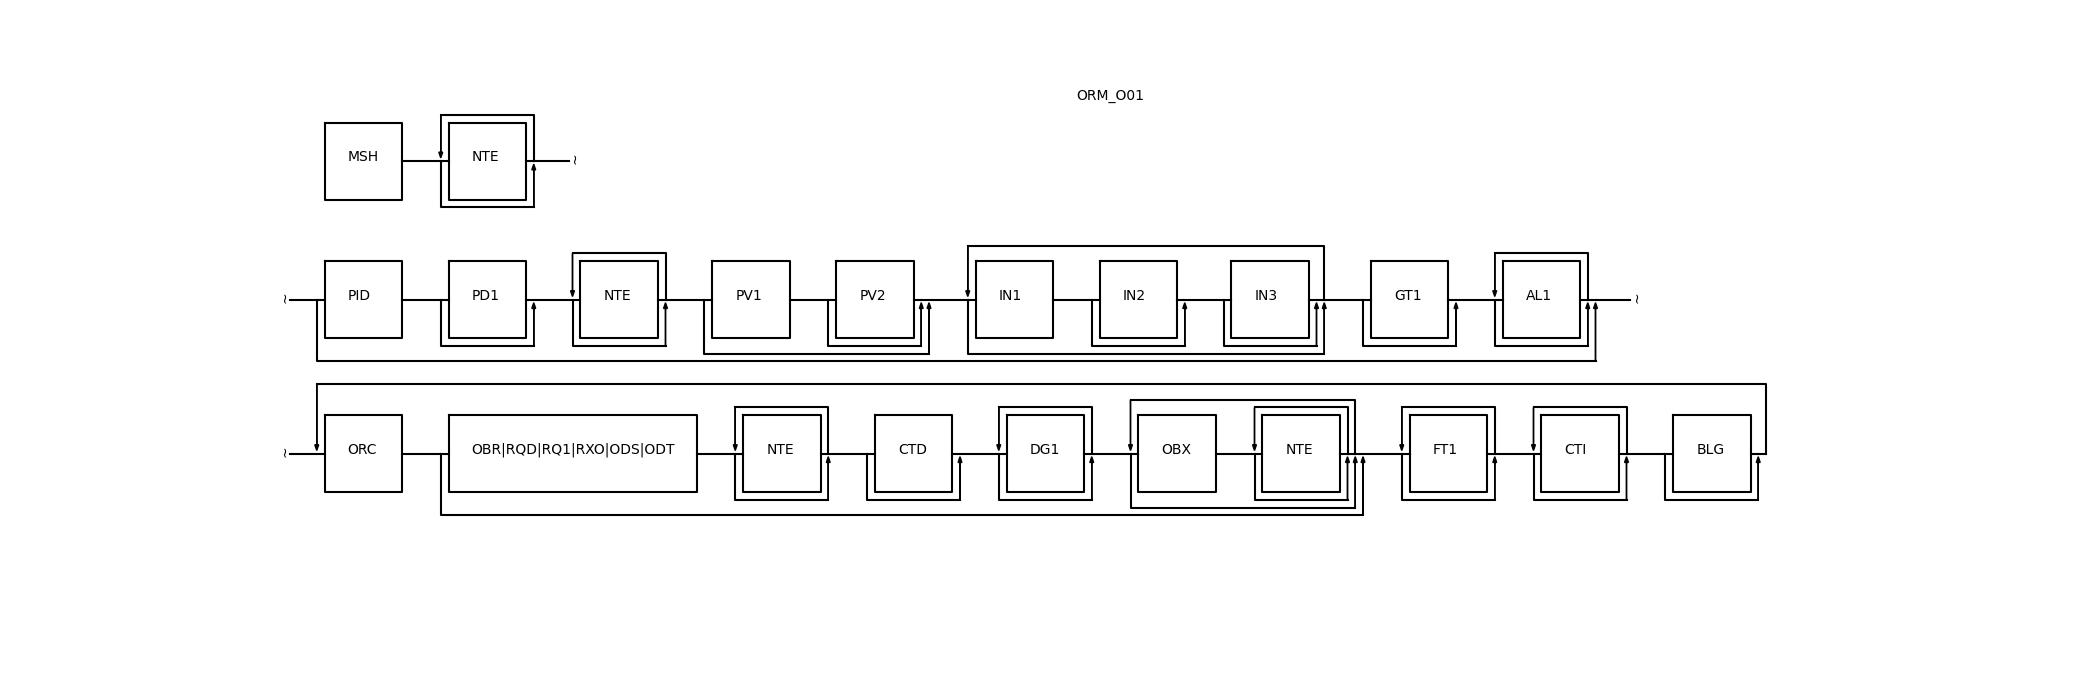 ORM_O01
MSH NTE ~
~ PID PD1 NTE PV1 PV2 IN1 IN2 IN3 GT1 AL1 ~
~ ORC OBR|RQD|RQ1|RXO|ODS|ODT NTE CTD DG1 OBX NTE FT1 CTI BLG